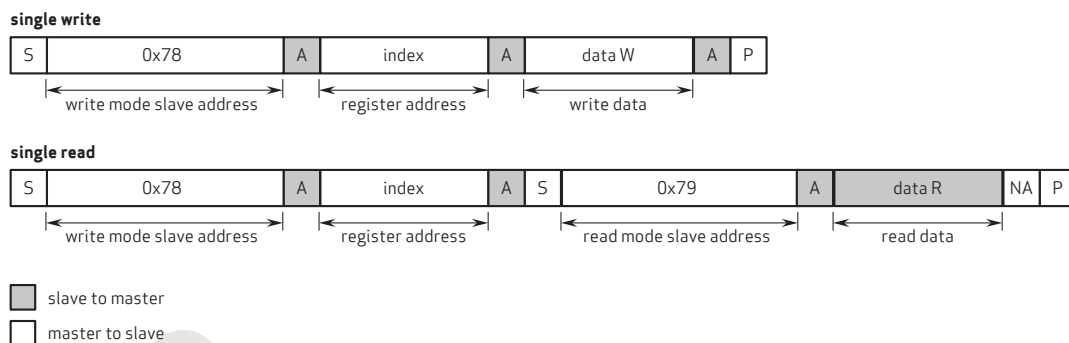 single write
S 0x78 A index A data W A P
write mode slave address register address write data
single read
S 0x78 A index A S 0x79 A data R NA P
write mode slave address register address read mode slave address read data
slave to master
master to slave